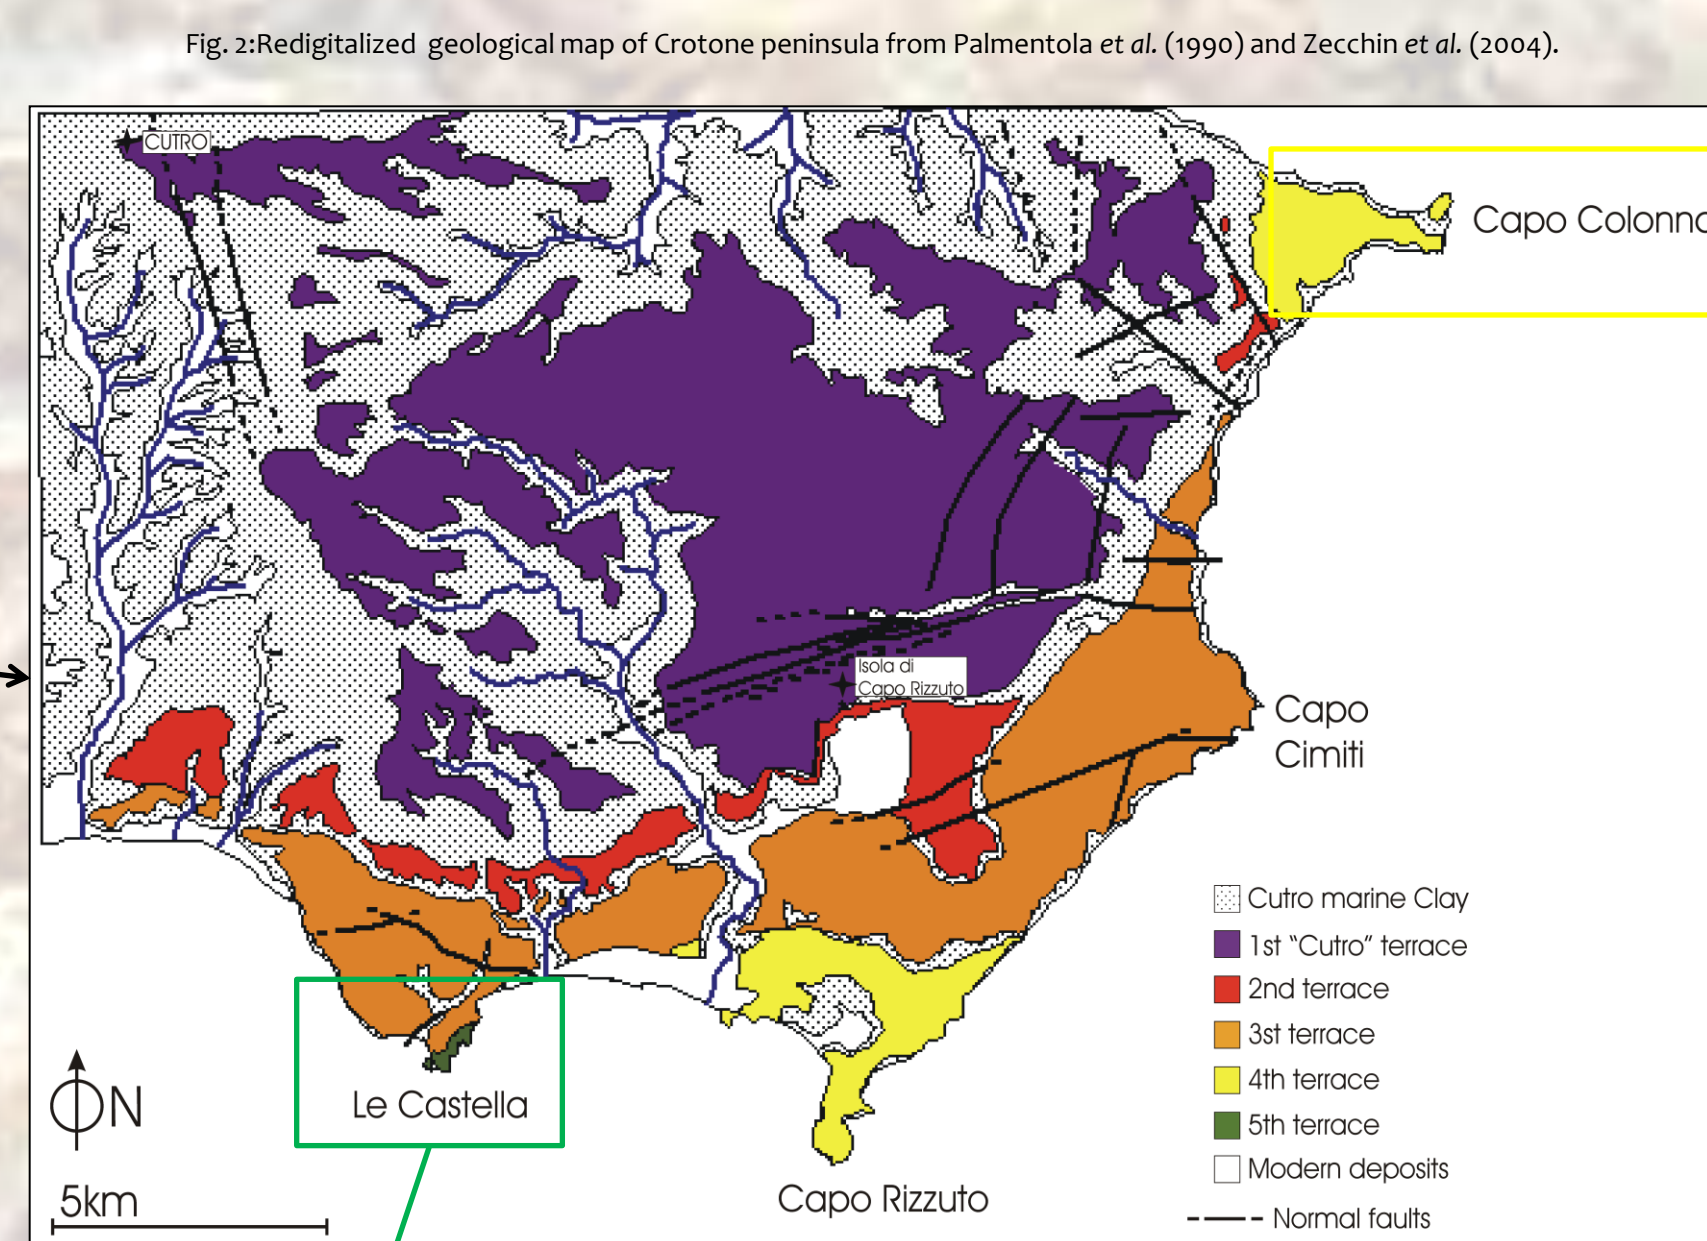 Fig. 2:Redigitalized geological map of Crotone peninsula from Palmentola et al. (1990) and Zecchin et al. (2004).
CUTRO
Capo Colonna
Isola di
Capo Rizzuto
Capo
Cimiti
Cutro marine Clay
1st “Cutro” terrace
2nd terrace
3st terrace
4th terrace
5th terrace
Modern deposits
Normal faults
N
Le Castella
5km
Capo Rizzuto